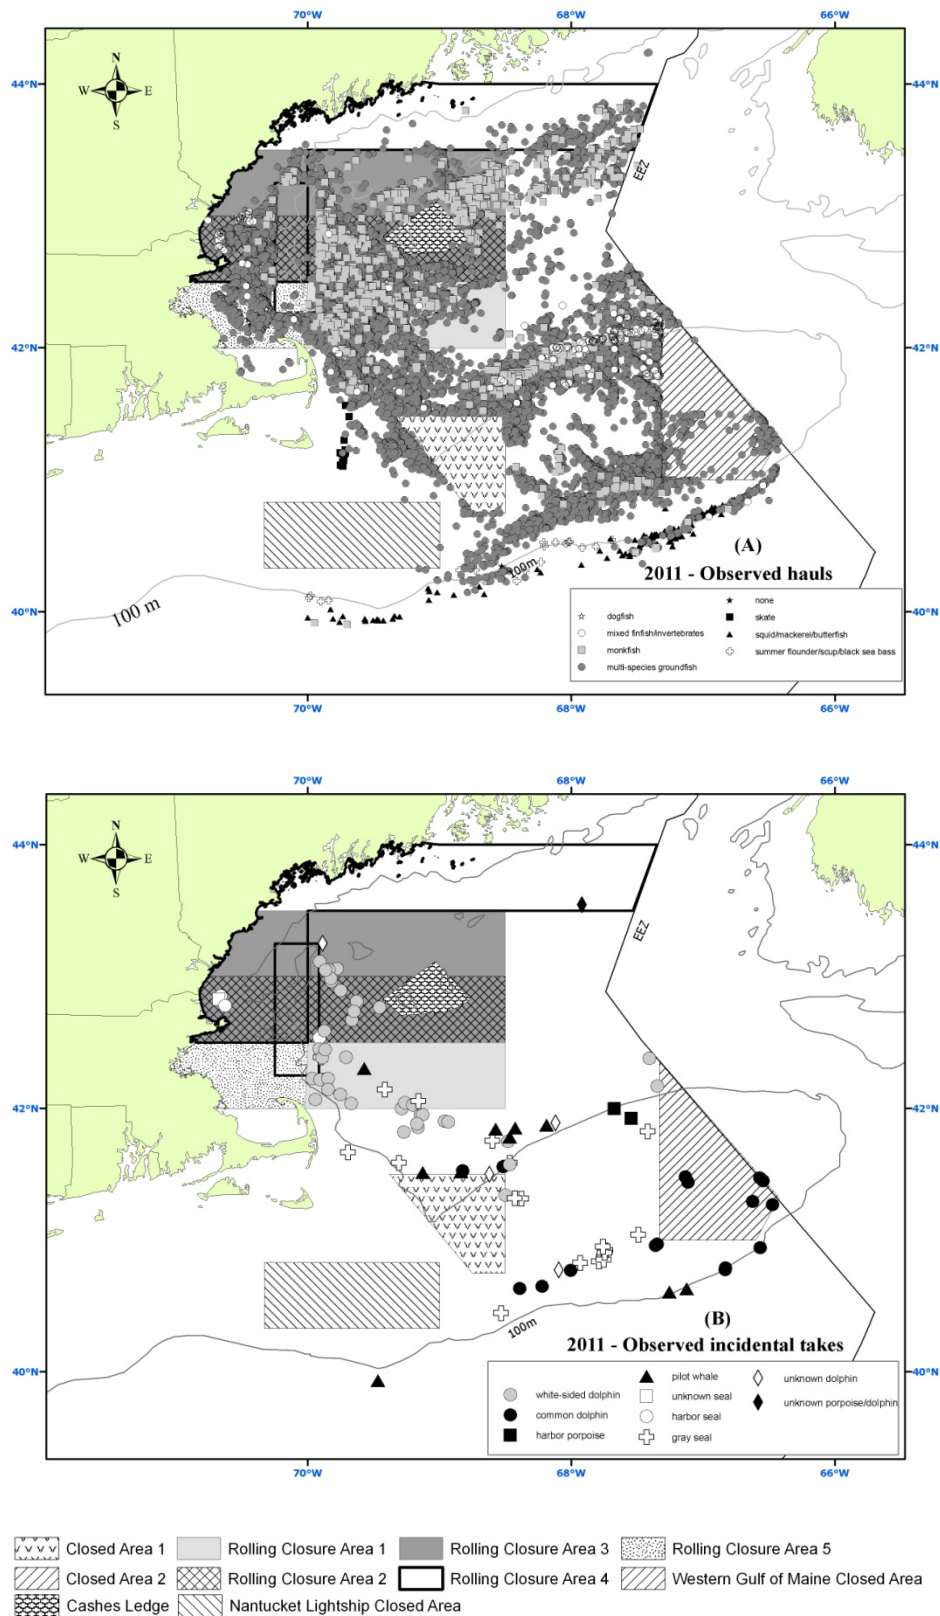 70°W 68°W 66°W
44°N 44°N
N
W E
S
EEZ
42°N 42°N
100m
(A)
2011 - Observed hauls
100 m
40°N 40°N
dogfish
mixed finfish/invertebrates
monkfish
multi-species groundfish
none
skate
squid/mackerel/butterfish
summer flounder/scup/black sea bass
70°W 68°W 66°W
70°W 68°W 66°W
44°N 44°N
N
W E
S
EEZ
42°N 42°N
100m
(B)
2011 - Observed incidental takes
40°N 40°N
white-sided dolphin
common dolphin
harbor porpoise
pilot whale
unknown seal
harbor seal
gray seal
unknown dolphin
unknown porpoise/dolphin
70°W 68°W 66°W
Closed Area 1 Rolling Closure Area 1 Rolling Closure Area 3 Rolling Closure Area 5
Closed Area 2 Rolling Closure Area 2 Rolling Closure Area 4 Western Gulf of Maine Closed Area
Cashes Ledge Nantucket Lightship Closed Area